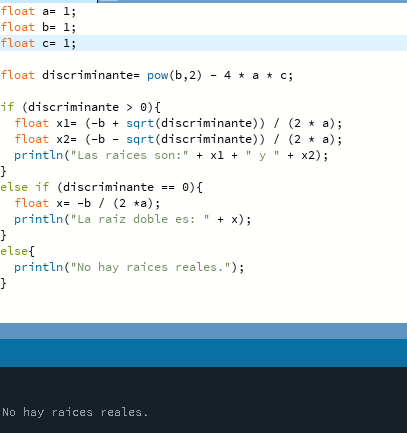 float a= 1;
float b= 1;
float c= 1;
float discriminante= pow(b,2) - 4 * a * c;
if (discriminante > 0){
  float x1= (-b + sqrt(discriminante)) / (2 * a);
  float x2= (-b - sqrt(discriminante)) / (2 * a);
  println("Las raices son:" + x1 + " y " + x2);
}
else if (discriminante == 0){
  float x= -b / (2 *a);
  println("La raiz doble es: " + x);
}
else{
  println("No hay raices reales.");
}
No hay raices reales.